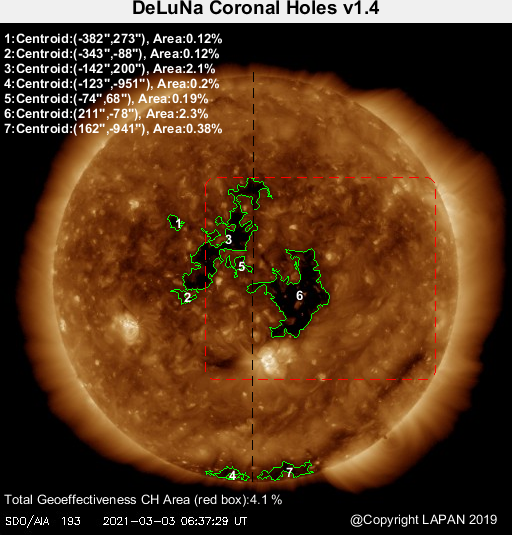 DeLuNa Coronal Holes v1.4
1:Centroid:(-382",273"), Area:0.12%
2:Centroid:(-343",-88"), Area:0.12%
3:Centroid:(-142",200"), Area:2.1%
4:Centroid:(-123",-951"), Area:0.2%
5:Centroid:(-74",68"), Area:0.19%
6:Centroid:(211",-78"), Area:2.3%
7:Centroid:(162",-941"), Area:0.38%
1
3
5
2
6
4
7
Total Geoeffectiveness CH Area (red box):4.1 %
SDO/AIA 193 2021-03-03 06:37:29 UT
@Copyright LAPAN 2019